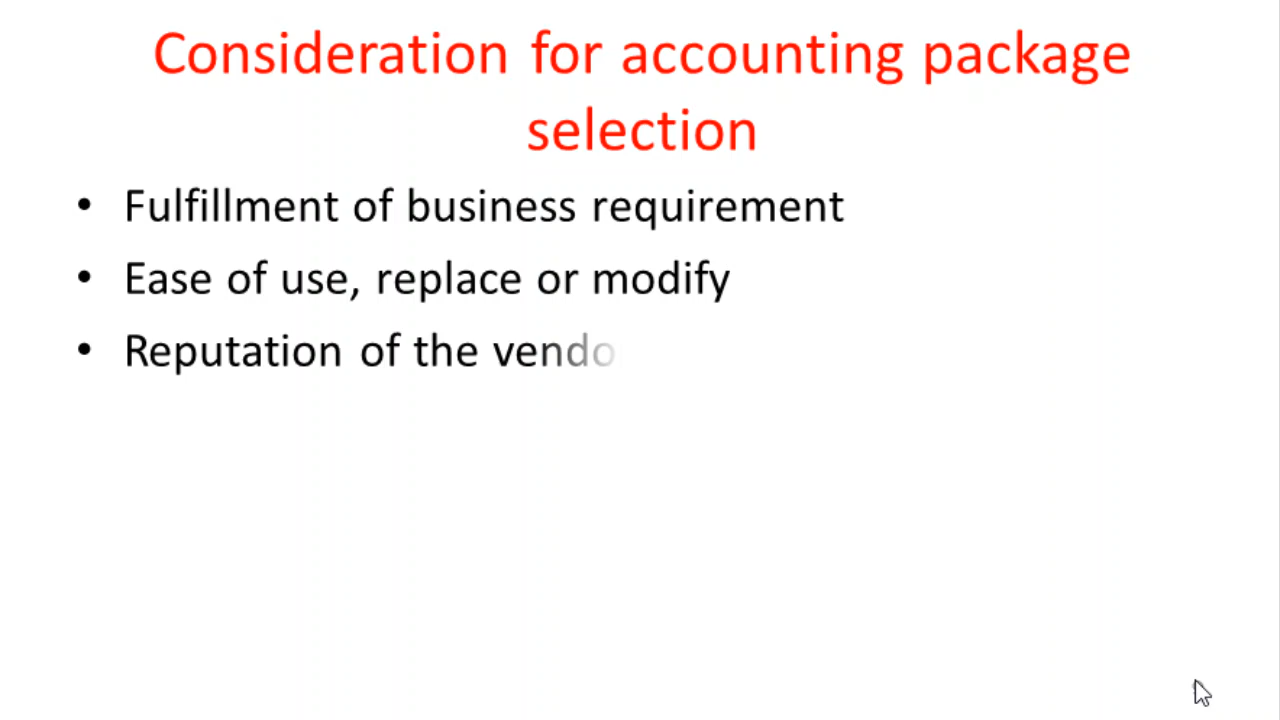 Consideration for accounting package
selection
• Fulfillment of business requirement
• Ease of use, replace or modify
• Reputation of the vendo